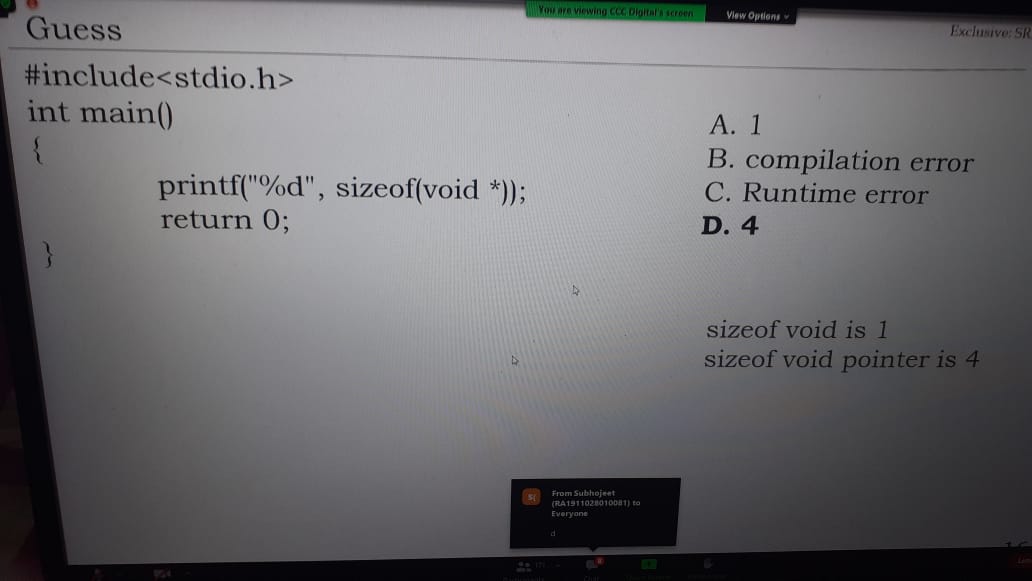 You are viewing CCC Digital's screen
View Options
Guess
Exclusive: SR
#include<stdio.h>
int main()
{
printf("%d", sizeof(void *));
return 0;
}
A. 1
B. compilation error
C. Runtime error
D. 4
sizeof void is 1
sizeof void pointer is 4
S(
From Subhojeet
(RA1911028010081) to
Everyone
d
171
Chat